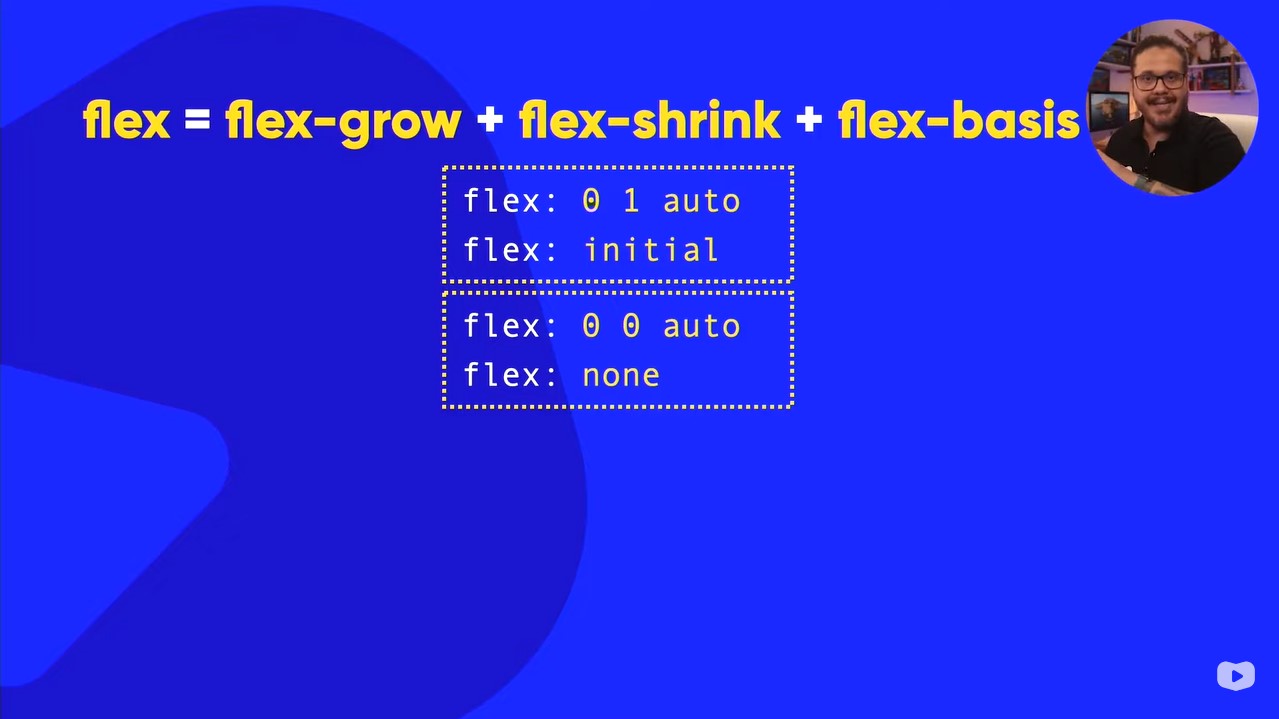 flex = flex-grow + flex-shrink + flex-basis
flex: 0 1 auto
flex: initial
flex: 0 0 auto
flex: none